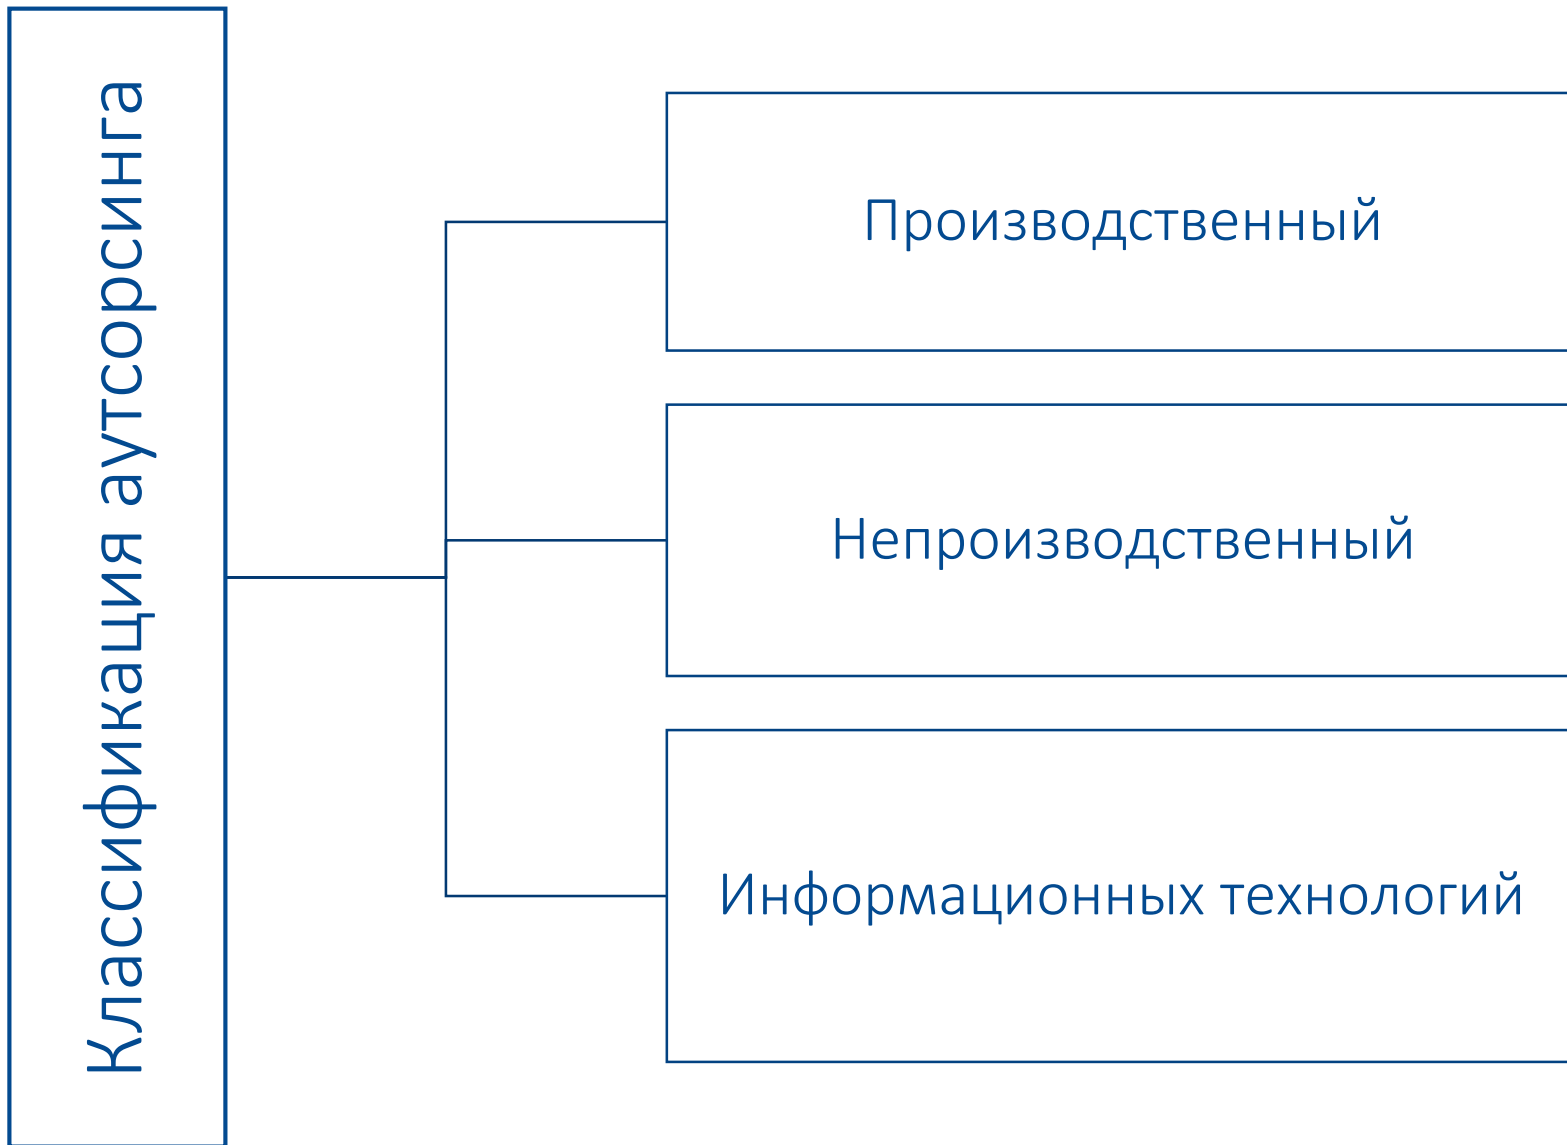 Классификация аутсорсинга
Производственный
Непроизводственный
Информационных технологий